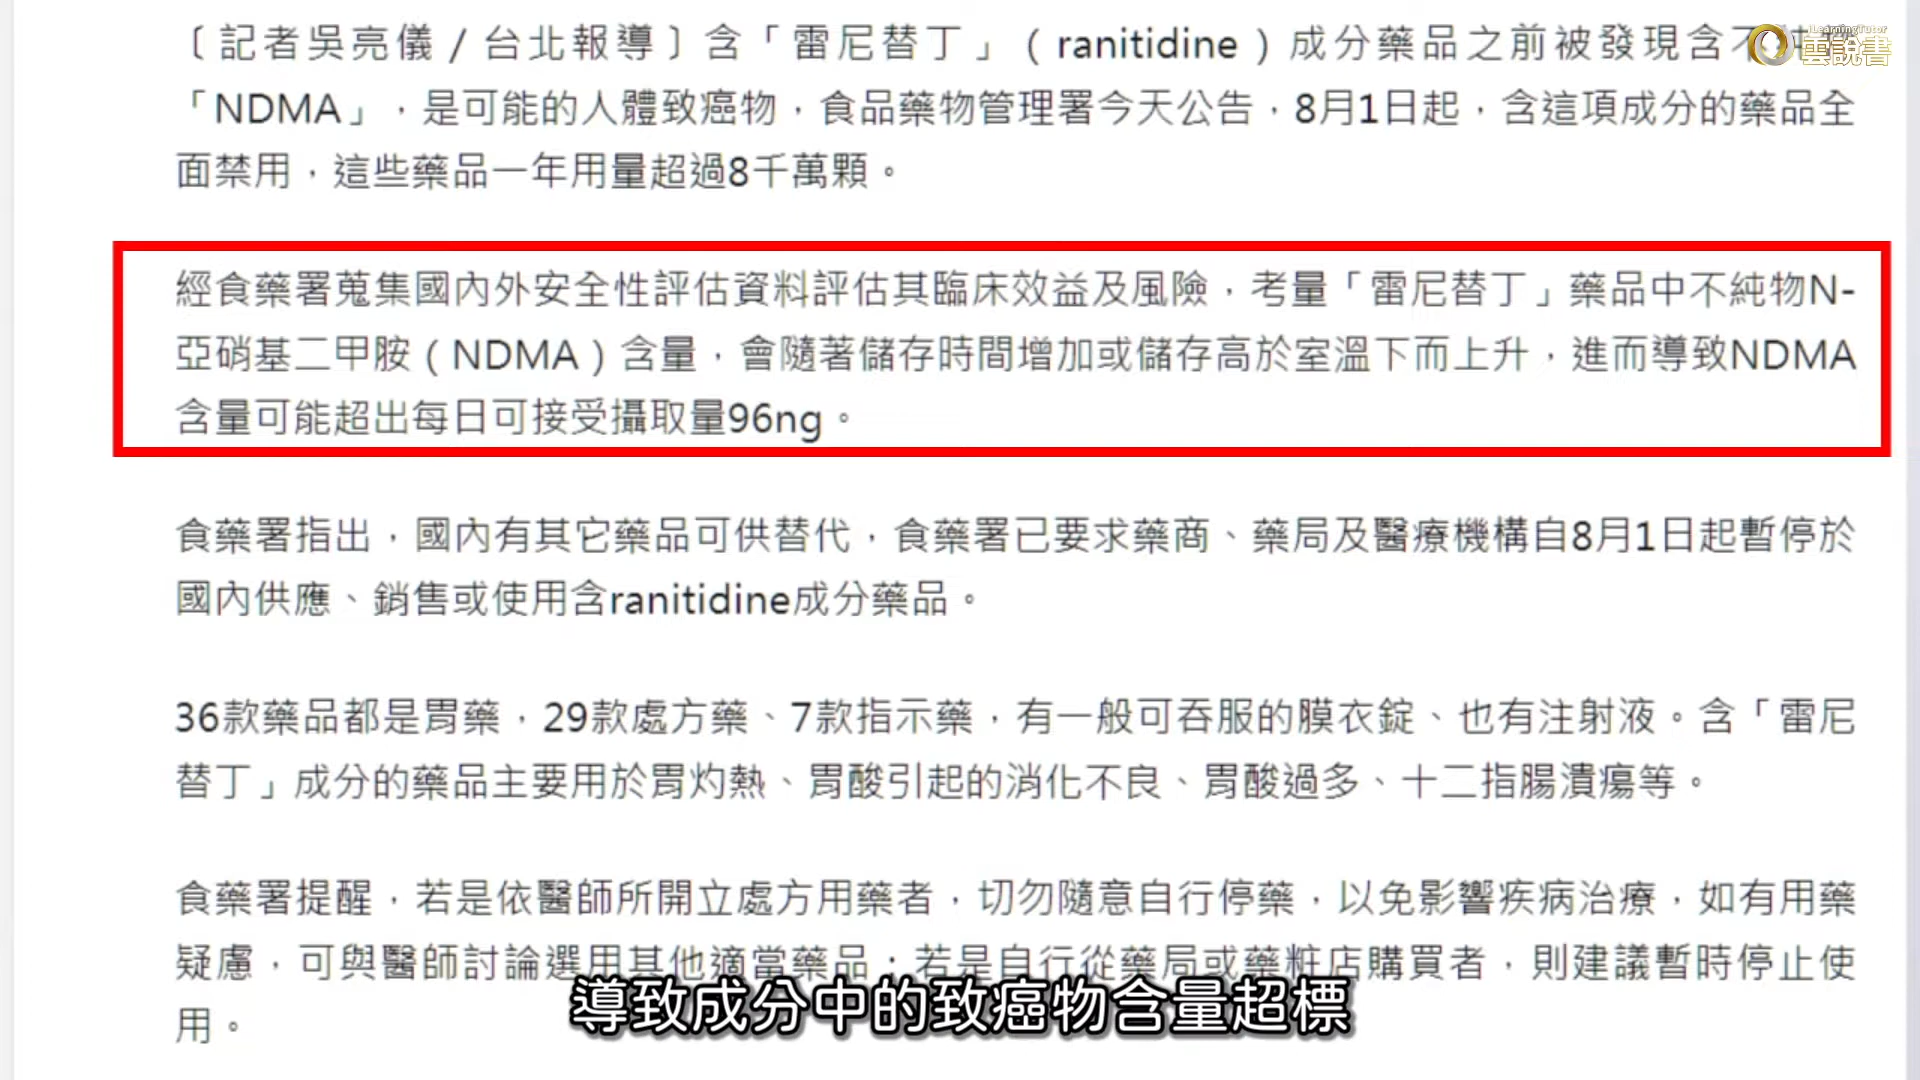 〔記者吳亮儀／台北報導〕含「雷尼替丁」（ranitidine）成分藥品之前被發現含不純物
iLearningTutor
雲說書
「NDMA」，是可能的人體致癌物，食品藥物管理署今天公告，8月1日起，含這項成分的藥品全
面禁用，這些藥品一年用量超過8千萬顆。
經食藥署蒐集國內外安全性評估資料評估其臨床效益及風險，考量「雷尼替丁」藥品中不純物N-
亞硝基二甲胺（NDMA）含量，會隨著儲存時間增加或儲存高於室溫下而上升，進而導致NDMA
含量可能超出每日可接受攝取量96ng。
食藥署指出，國內有其它藥品可供替代，食藥署已要求藥商、藥局及醫療機構自8月1日起暫停於
國內供應、銷售或使用含ranitidine成分藥品。
36款藥品都是胃藥，29款處方藥、7款指示藥，有一般可吞服的膜衣錠、也有注射液。含「雷尼
替丁」成分的藥品主要用於胃灼熱、胃酸引起的消化不良、胃酸過多、十二指腸潰瘍等。
食藥署提醒，若是依醫師所開立處方用藥者，切勿隨意自行停藥，以免影響疾病治療，如有用藥
疑慮，可與醫師討論選用其他適當藥品；若是自行從藥局或藥粧店購買者，則建議暫時停止使
用。
導致成分中的致癌物含量超標